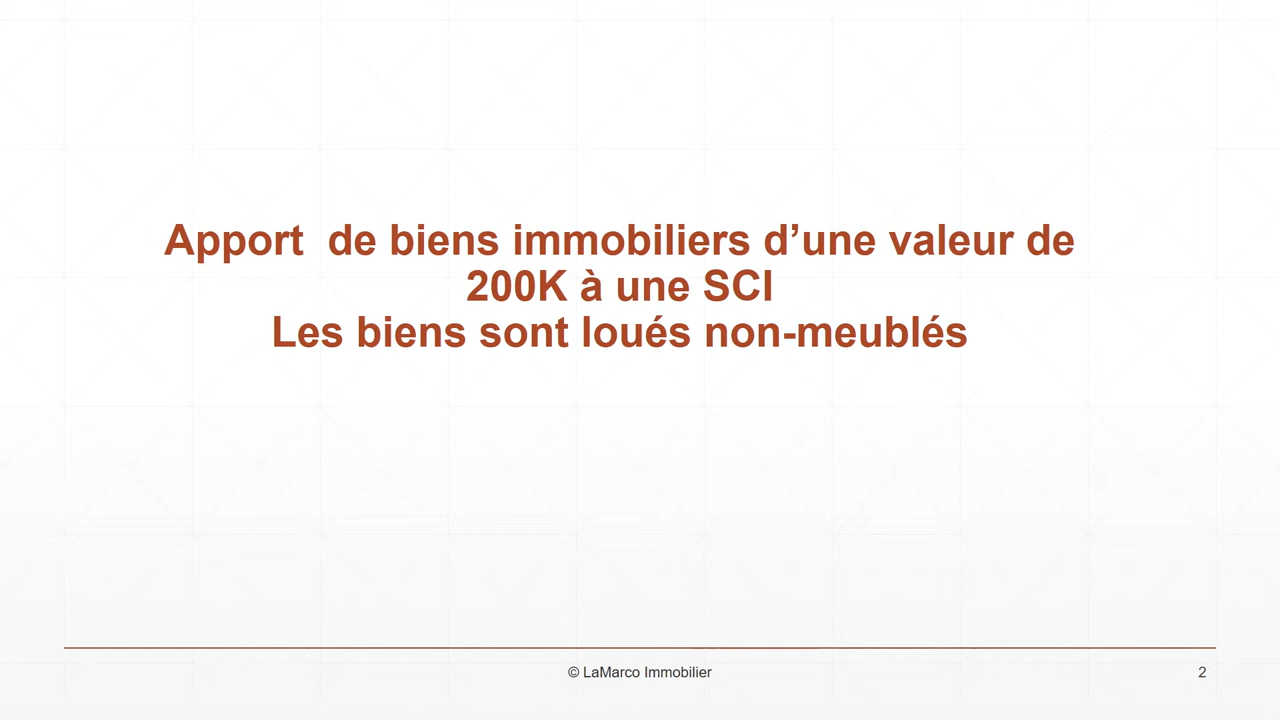 Apport  de biens immobiliers d’une valeur de
200K à une SCI
Les biens sont loués non-meublés
© LaMarco Immobilier
2